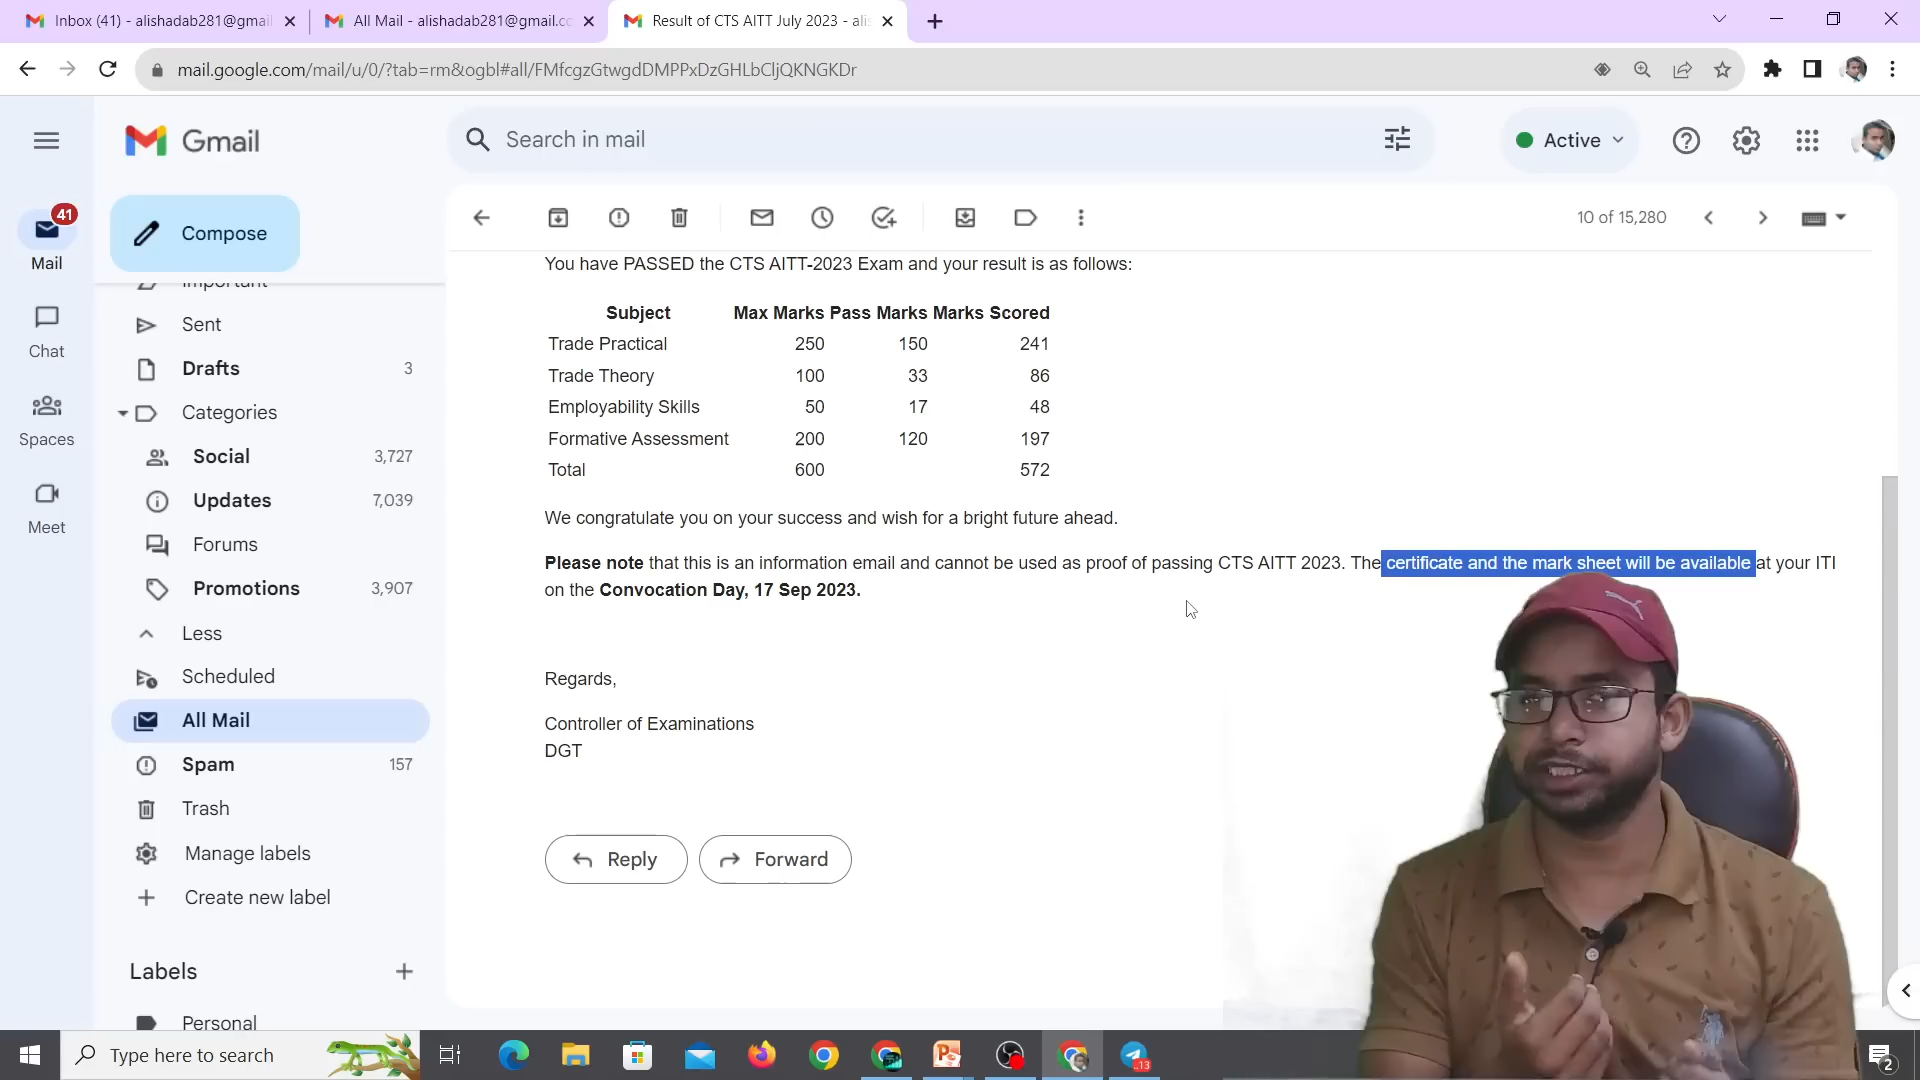 Inbox (41) - alishadab281@gmail
All Mail - alishadab281@gmail.co
Result of CTS AITT July 2023 - ali
mail.google.com/mail/u/0/?tab=rm&ogbl#all/FMfcgzGtwgdDMPPxDzGHLbCljQKNGKDr
Gmail
Search in mail
Active
41
Mail
Compose
10 of 15,280
Chat
Spaces
Meet
Important
Sent
Drafts 3
Categories
Social 3,727
Updates 7,039
Forums
Promotions 3,907
Less
Scheduled
All Mail
Spam 157
Trash
Manage labels
Create new label
Labels
Personal
You have PASSED the CTS AITT-2023 Exam and your result is as follows:
Subject Max Marks Pass Marks Marks Scored
Trade Practical 250 150 241
Trade Theory 100 33 86
Employability Skills 50 17 48
Formative Assessment 200 120 197
Total 600 572
We congratulate you on your success and wish for a bright future ahead.
Please note that this is an information email and cannot be used as proof of passing CTS AITT 2023. The certificate and the mark sheet will be available at your ITI
on the Convocation Day, 17 Sep 2023.
Regards,
Controller of Examinations
DGT
Reply
Forward
Type here to search
2